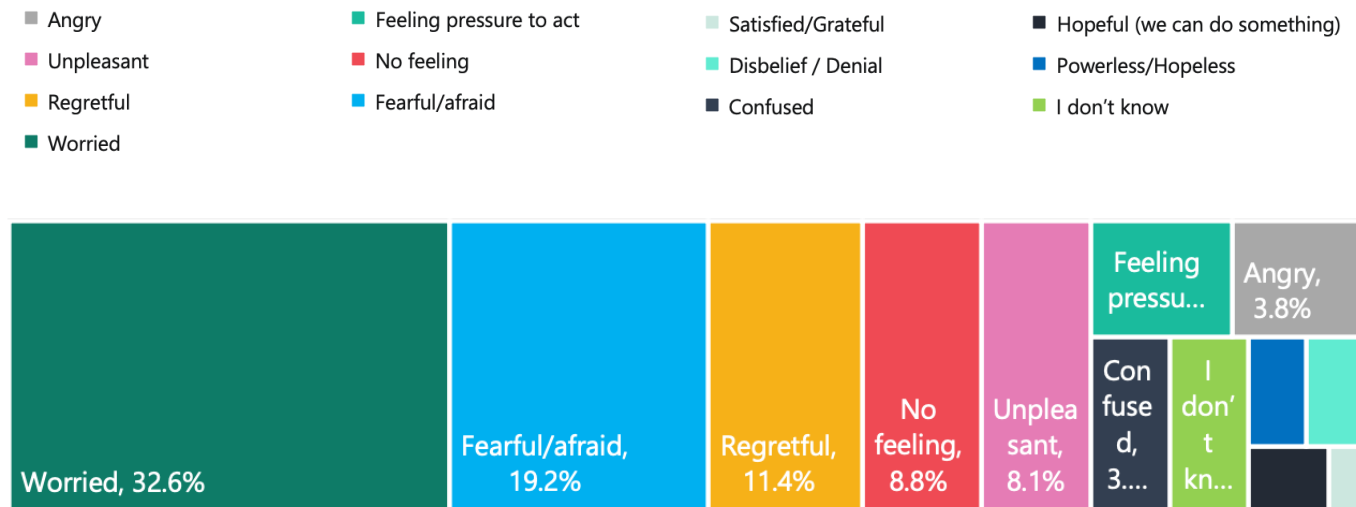 Angry
Feeling pressure to act
Satisfied/Grateful
Hopeful (we can do something)
Unpleasant
No feeling
Disbelief / Denial
Powerless/Hopeless
Regretful
Fearful/afraid
Confused
I don’t know
Worried
Worried, 32.6%
Fearful/afraid,
19.2%
Regretful,
11.4%
No
feeling,
8.8%
Unplea
sant,
8.1%
Feeling
pressu...
Angry,
3.8%
Con
fuse
d,
3....
I
don’
t
kn...